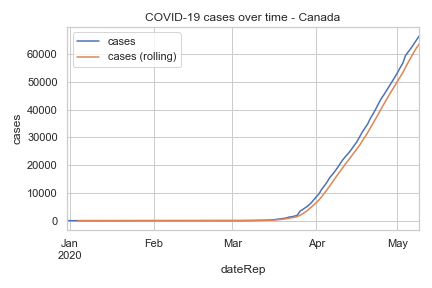 COVID-19 cases over time - Canada
cases
cases (rolling)
60000
50000
40000
30000
20000
10000
0
cases
Jan
2020
Feb
Mar
Apr
May
dateRep